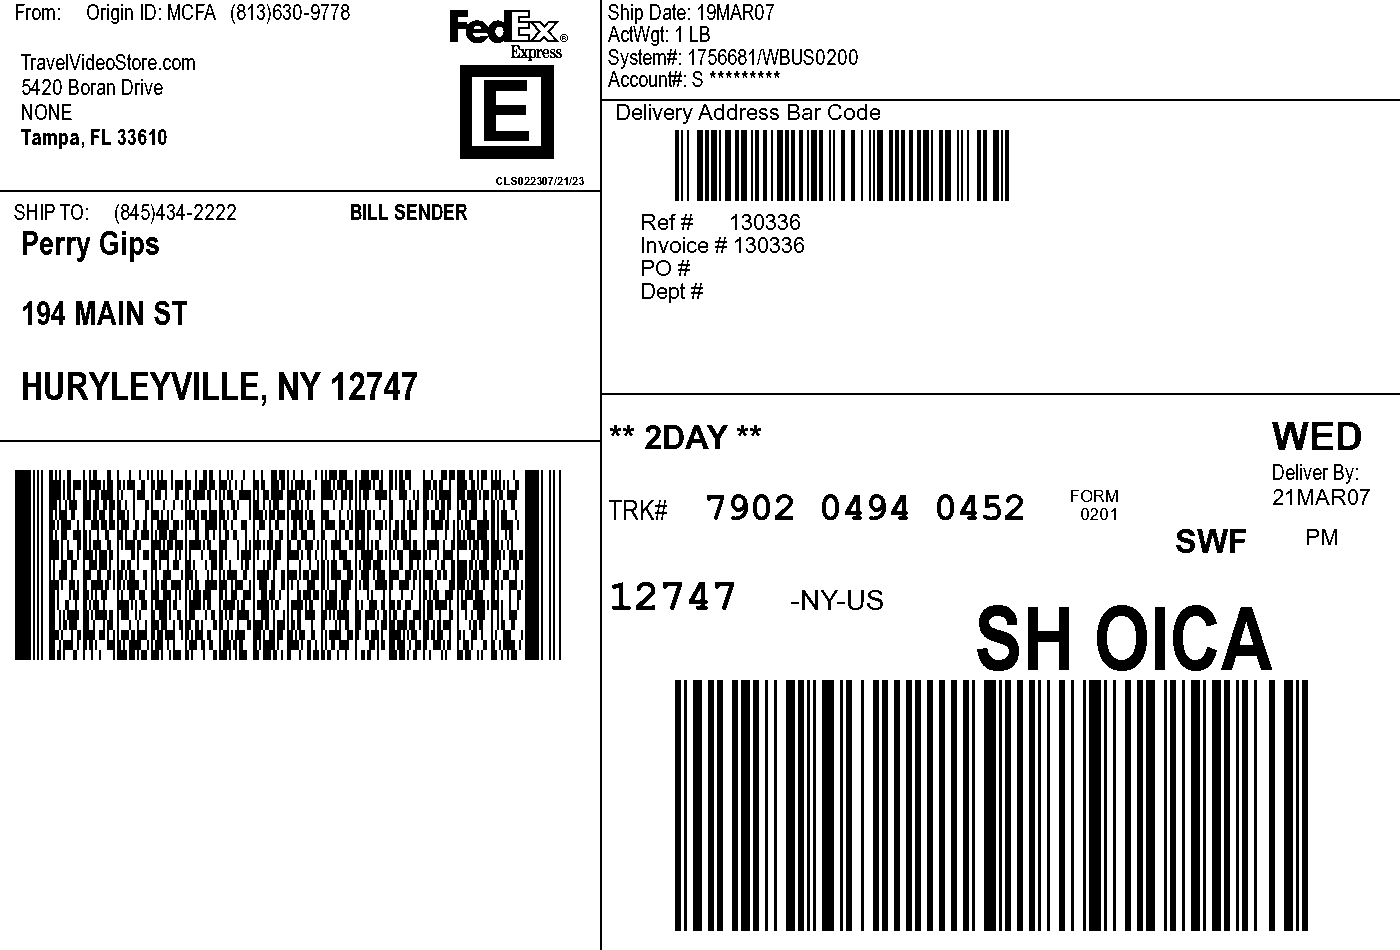 From: Origin ID: MCFA (813)630-9778
TravelVideoStore.com
5420 Boran Drive
NONE
Tampa, FL 33610
FedEx®
Express
E
CLS022307/21/23
SHIP TO: (845)434-2222 BILL SENDER
Perry Gips
194 MAIN ST
HURYLEYVILLE, NY 12747
Ship Date: 19MAR07
ActWgt: 1 LB
System#: 1756681/WBUS0200
Account#: S *********
Delivery Address Bar Code
Ref # 130336
Invoice # 130336
PO #
Dept #
** 2DAY **
WED
Deliver By:
21MAR07
TRK# 7902 0494 0452 FORM
0201
SWF PM
12747 -NY-US
SH OICA